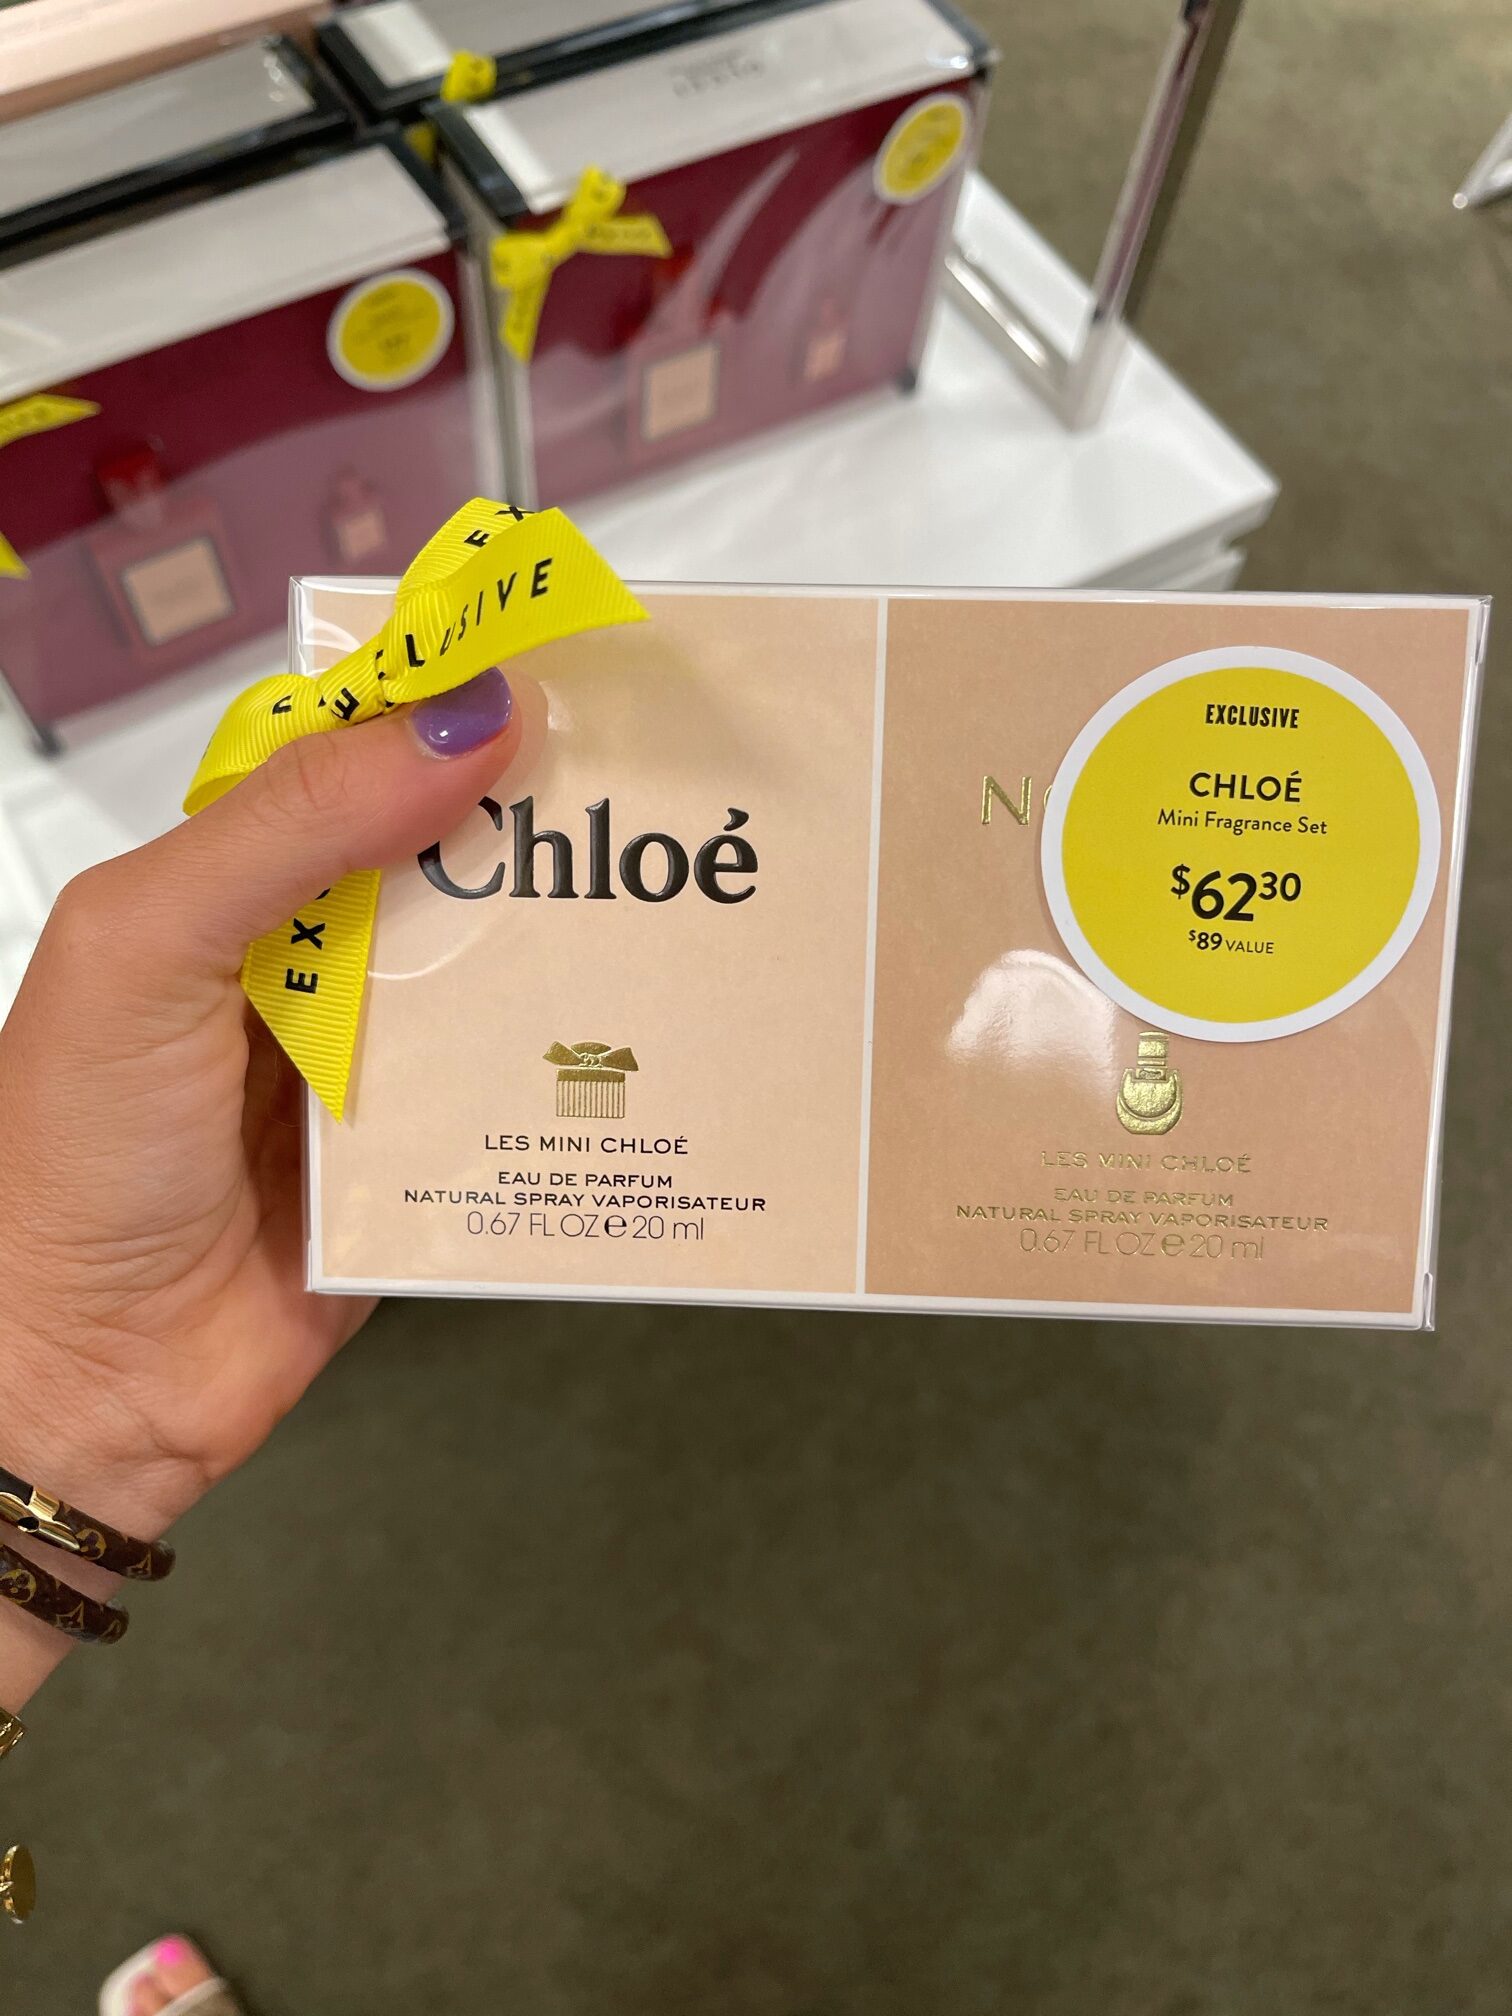 EXCLUSIVE
EX
Chloé
LES MINI CHLOÉ
EAU DE PARFUM
NATURAL SPRAY VAPORISATEUR
0.67 FL OZ e 20 ml
LES MINI CHLOÉ
EAU DE PARFUM
NATURAL SPRAY VAPORISATEUR
0.67 FL OZ e 20 ml
EXCLUSIVE
CHLOÉ
Mini Fragrance Set
$6230
$89 VALUE